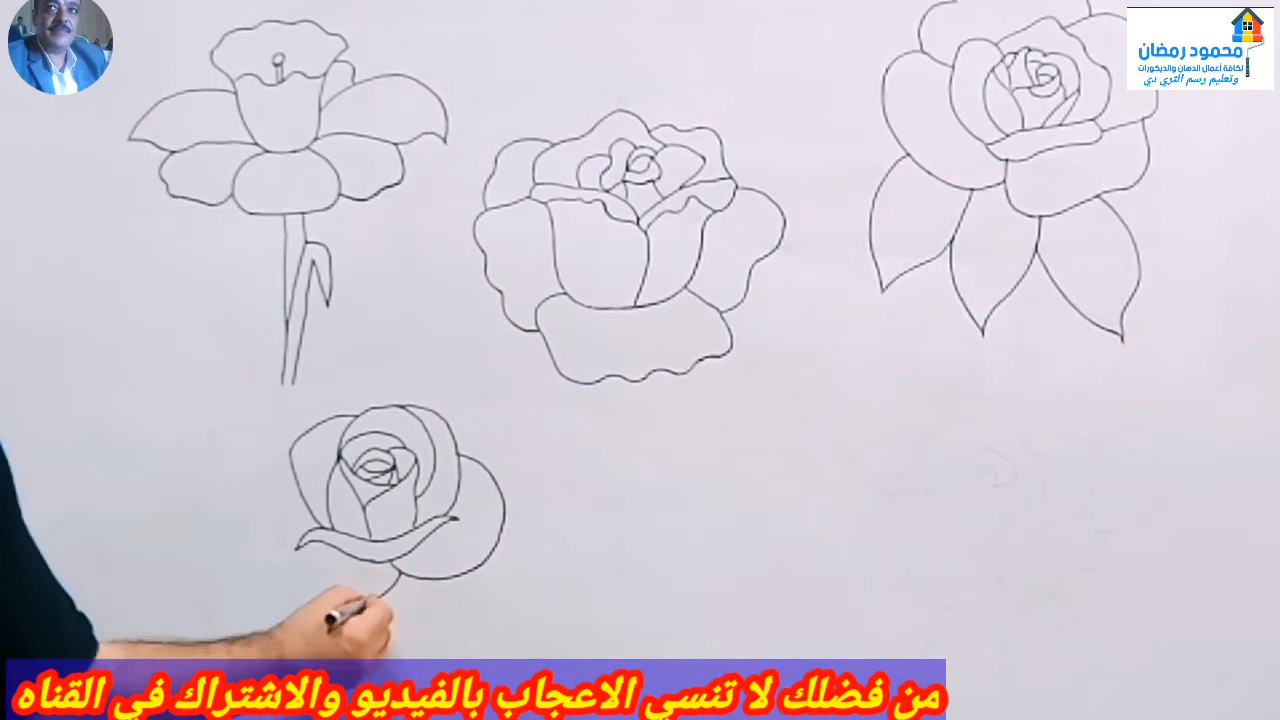 محمود رمضان
لكافة أعمال الدهان والديكورات
وتعليم رسم الثري دي
من فضلك لا تنسي الاعجاب بالفيديو والاشتراك في القناه